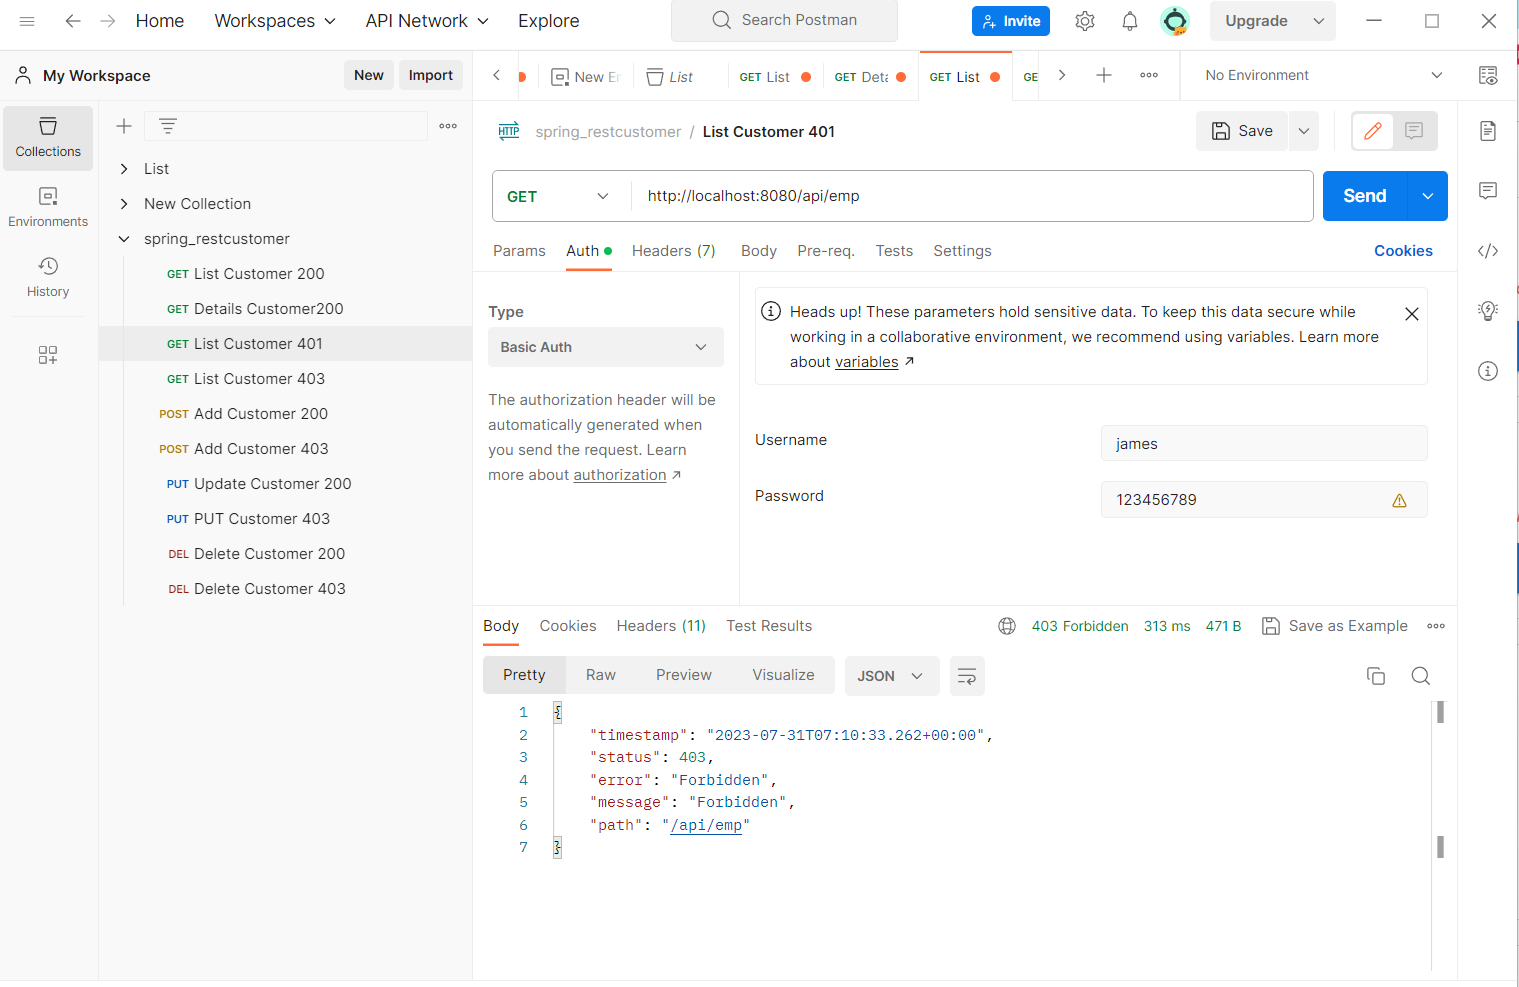 Home Workspaces API Network Explore Search Postman Invite Upgrade
My Workspace New Import New Er List GET List GET Deta GET List GE No Environment
Collections
Environments
History
List
New Collection
spring_restcustomer
GET List Customer 200
GET Details Customer200
GET List Customer 401
GET List Customer 403
POST Add Customer 200
POST Add Customer 403
PUT Update Customer 200
PUT PUT Customer 403
DEL Delete Customer 200
DEL Delete Customer 403
HTTP spring_restcustomer / List Customer 401 Save
GET http://localhost:8080/api/emp Send
Params Auth Headers (7) Body Pre-req. Tests Settings Cookies
Type
Basic Auth
The authorization header will be
automatically generated when
you send the request. Learn
more about authorization ↗
Heads up! These parameters hold sensitive data. To keep this data secure while
working in a collaborative environment, we recommend using variables. Learn more
about variables ↗
Username james
Password 123456789
Body Cookies Headers (11) Test Results 403 Forbidden 313 ms 471 B Save as Example
Pretty Raw Preview Visualize JSON
1 {
2 "timestamp": "2023-07-31T07:10:33.262+00:00",
3 "status": 403,
4 "error": "Forbidden",
5 "message": "Forbidden",
6 "path": "/api/emp"
7 }